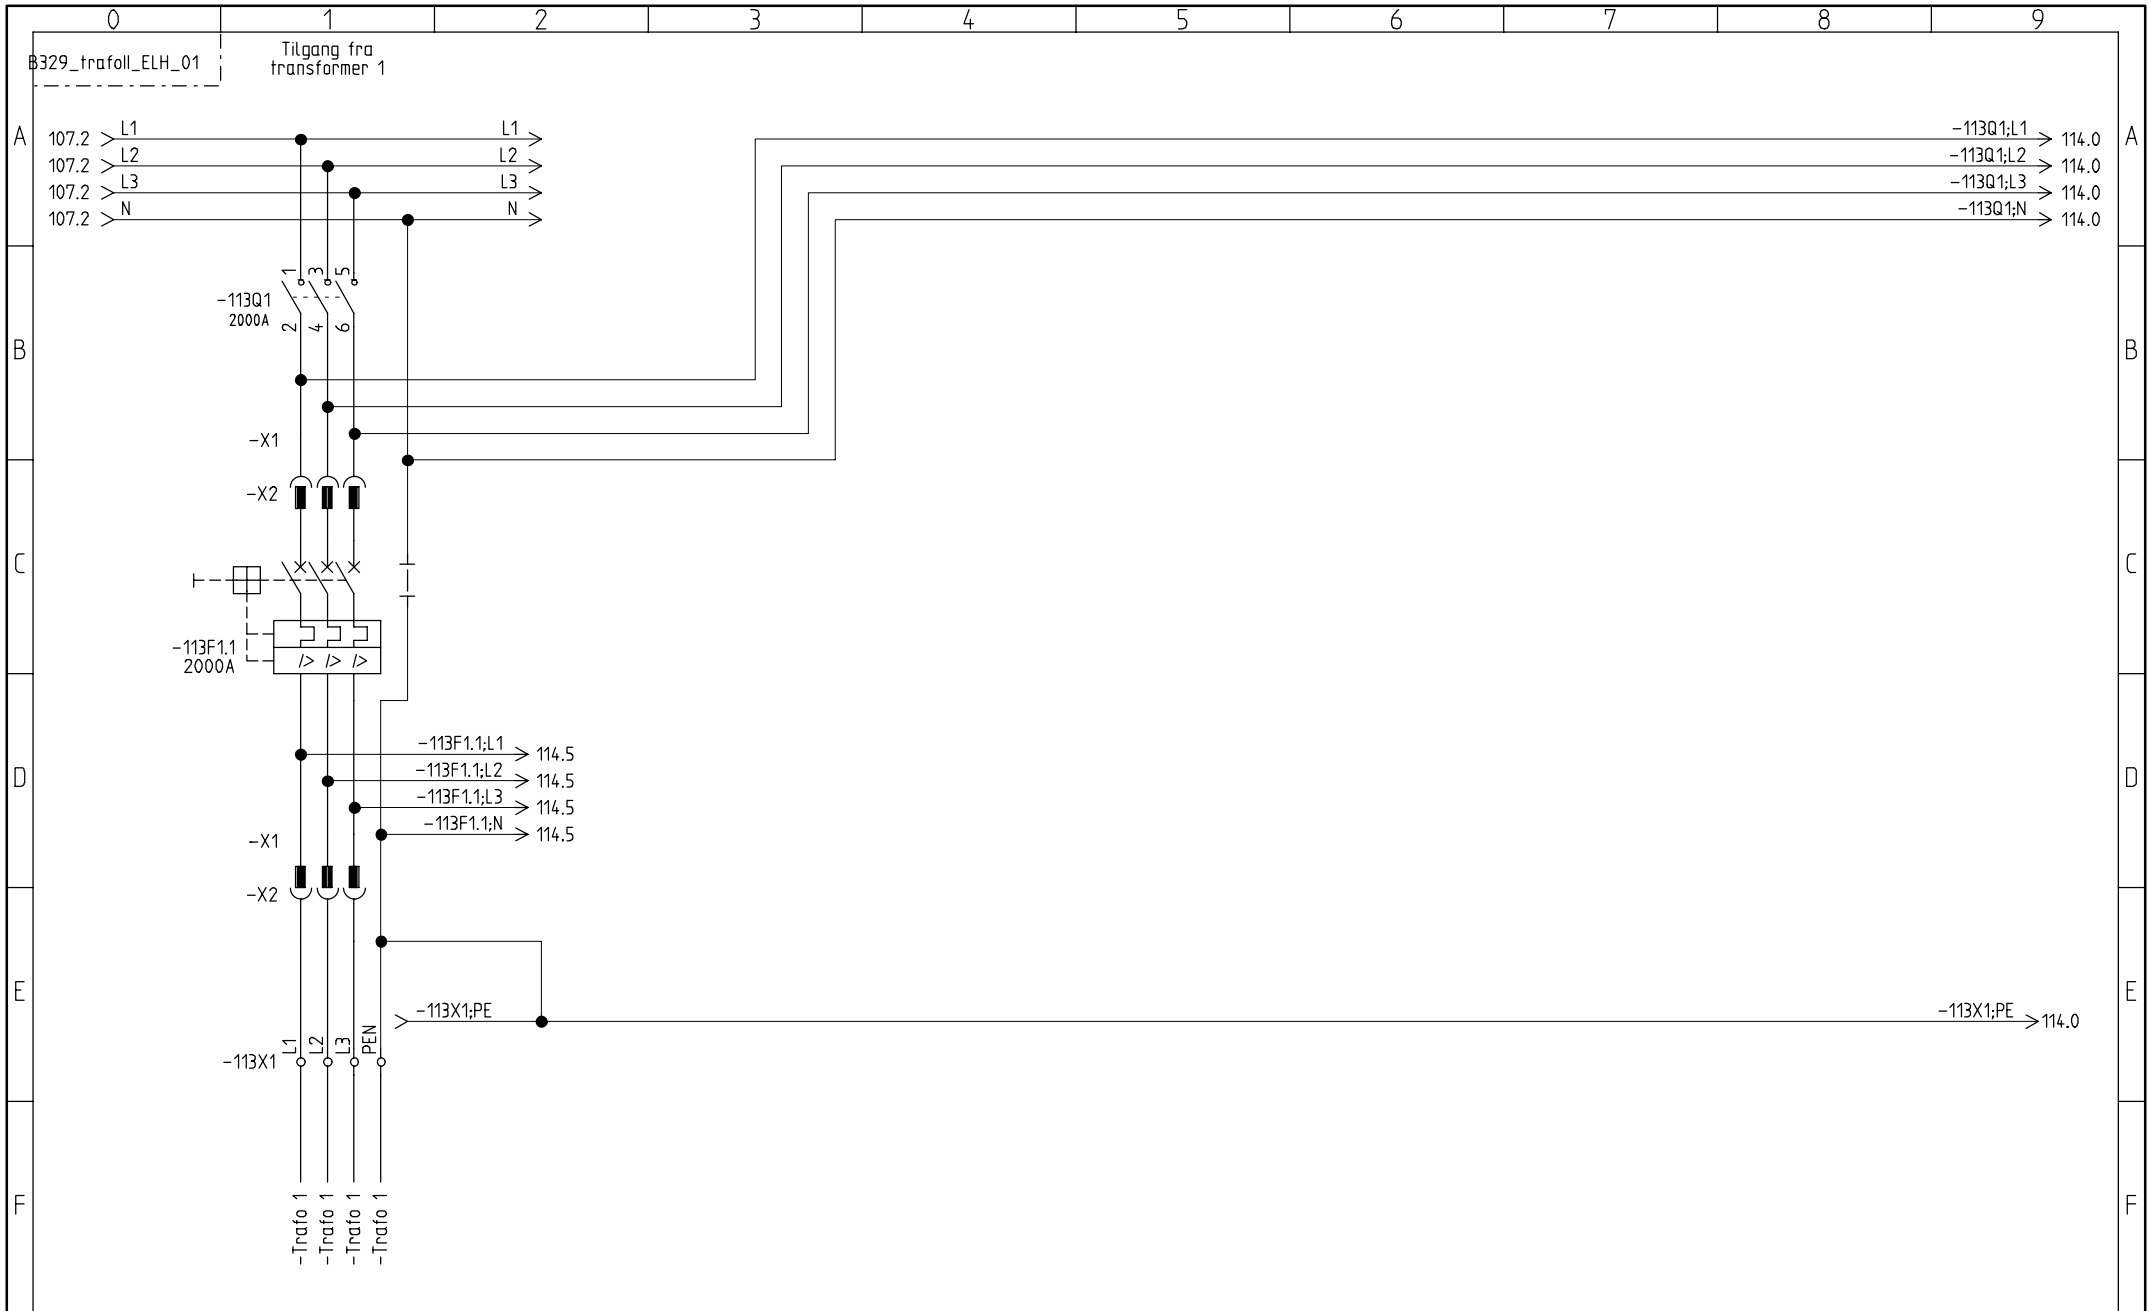 0 1 2 3 4 5 6 7 8 9
B329_trafoll_ELH_01
Tilgang fra
transformer 1
A A
107.2 L1 L1 -113Q1;L1 114.0
107.2 L2 L2 -113Q1;L2 114.0
107.2 L3 L3 -113Q1;L3 114.0
107.2 N N -113Q1;N 114.0
1 3 5
-113Q1
2000A
2 4 6
B B
-X1
-X2
C C
-113F1.1
2000A
I> I> I>
-113F1.1;L1 114.5
-113F1.1;L2 114.5
D D
-113F1.1;L3 114.5
-113F1.1;N 114.5
-X1
-X2
E E
-113X1;PE -113X1;PE 114.0
L1 L2 L3 PEN
-113X1
F F
-Trafo 1
-Trafo 1
-Trafo 1
-Trafo 1